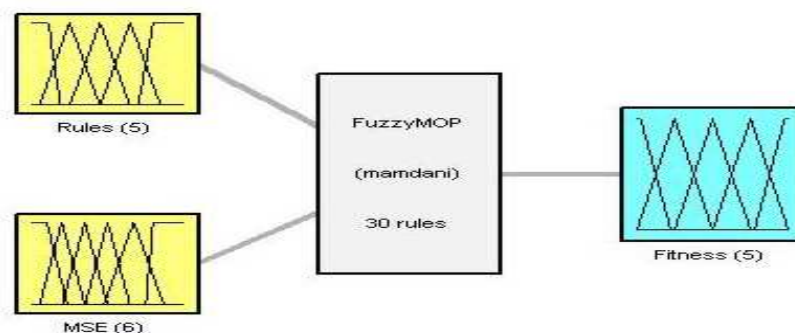 Rules (5)
FuzzyMOP
(mamdani)
30 rules
Fitness (5)
MSE (6)